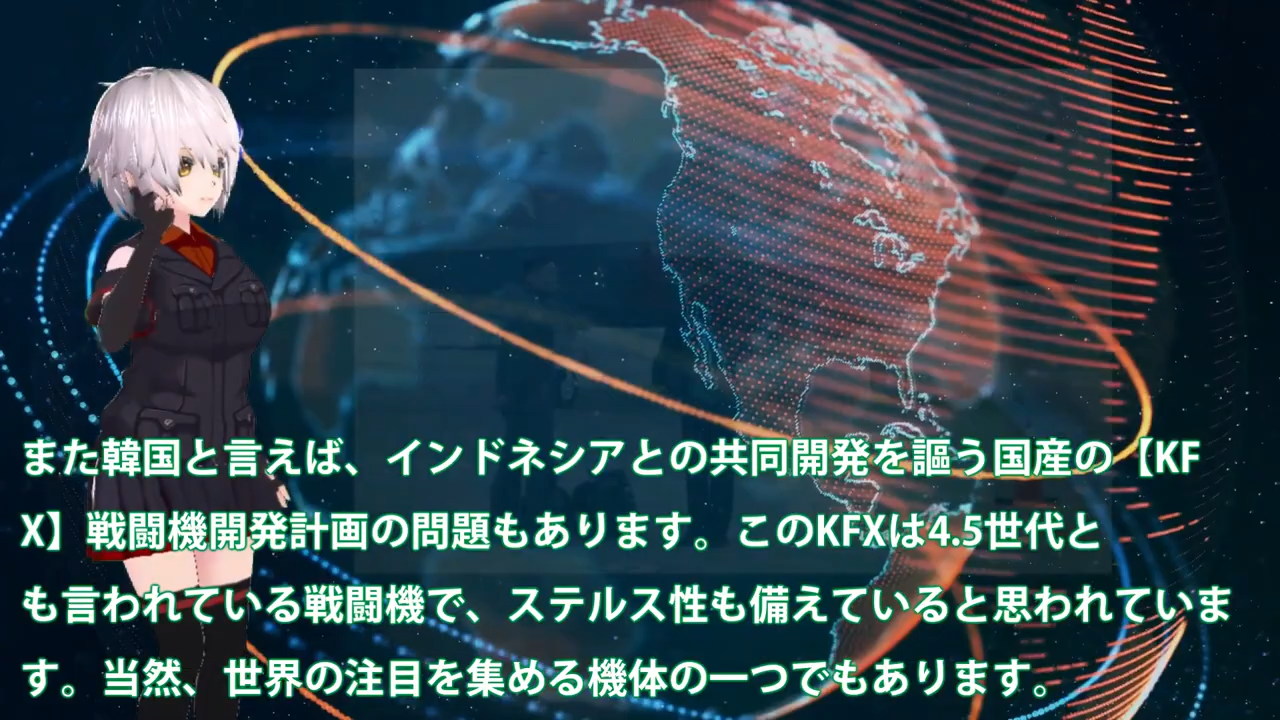 また韓国と言えば、インドネシアとの共同開発を謳う国産の【KF
X】戦闘機開発計画の問題もあります。このKFXは4.5世代と
も言われている戦闘機で、ステルス性も備えていると思われていま
す。当然、世界の注目を集める機体の一つでもあります。